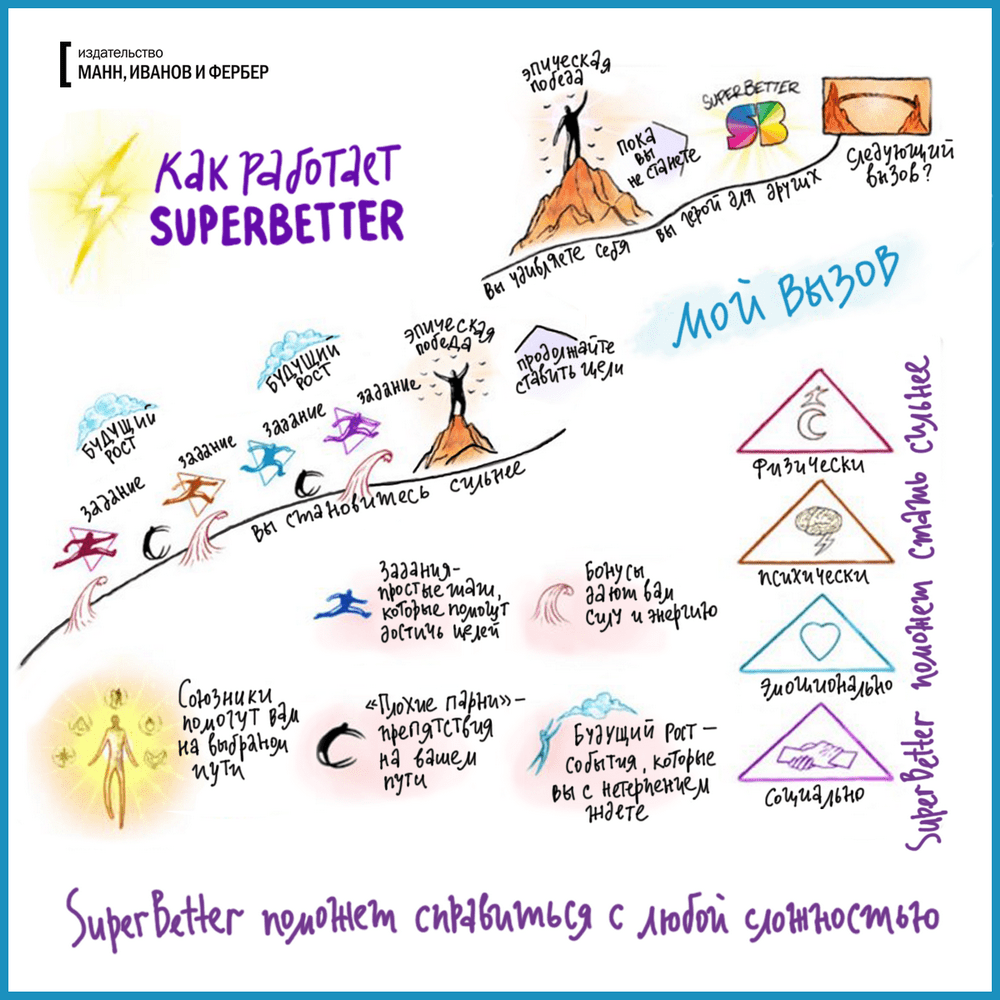 издательство
МАНН, ИВАНОВ И ФЕРБЕР
Как работает
SUPERBETTER
эпическая
победа
пока
вы
не станете
SUPERBETTER
SB
Следующий
вызов?
Вы удивляете себя
вы герой для других
Мой вызов
Будущий
рост
Будущий
рост
задание
задание
задание
задание
эпическая
победа
продолжайте
ставить цели
Вы становитесь сильнее
Задания-
простые шаги,
которые помогут
достичь целей
Бонусы
дают вам
силу и энергию
Союзники
помогут вам
на выбраном
пути
«Плохие парни»-
препятствия
на вашем
пути
Будущий рост —
события, которые
вы с нетерпением
ждете
физически
психически
эмоционально
социально
SuperBetter поможет стать сильнее
SuperBetter поможет справиться с любой сложностью